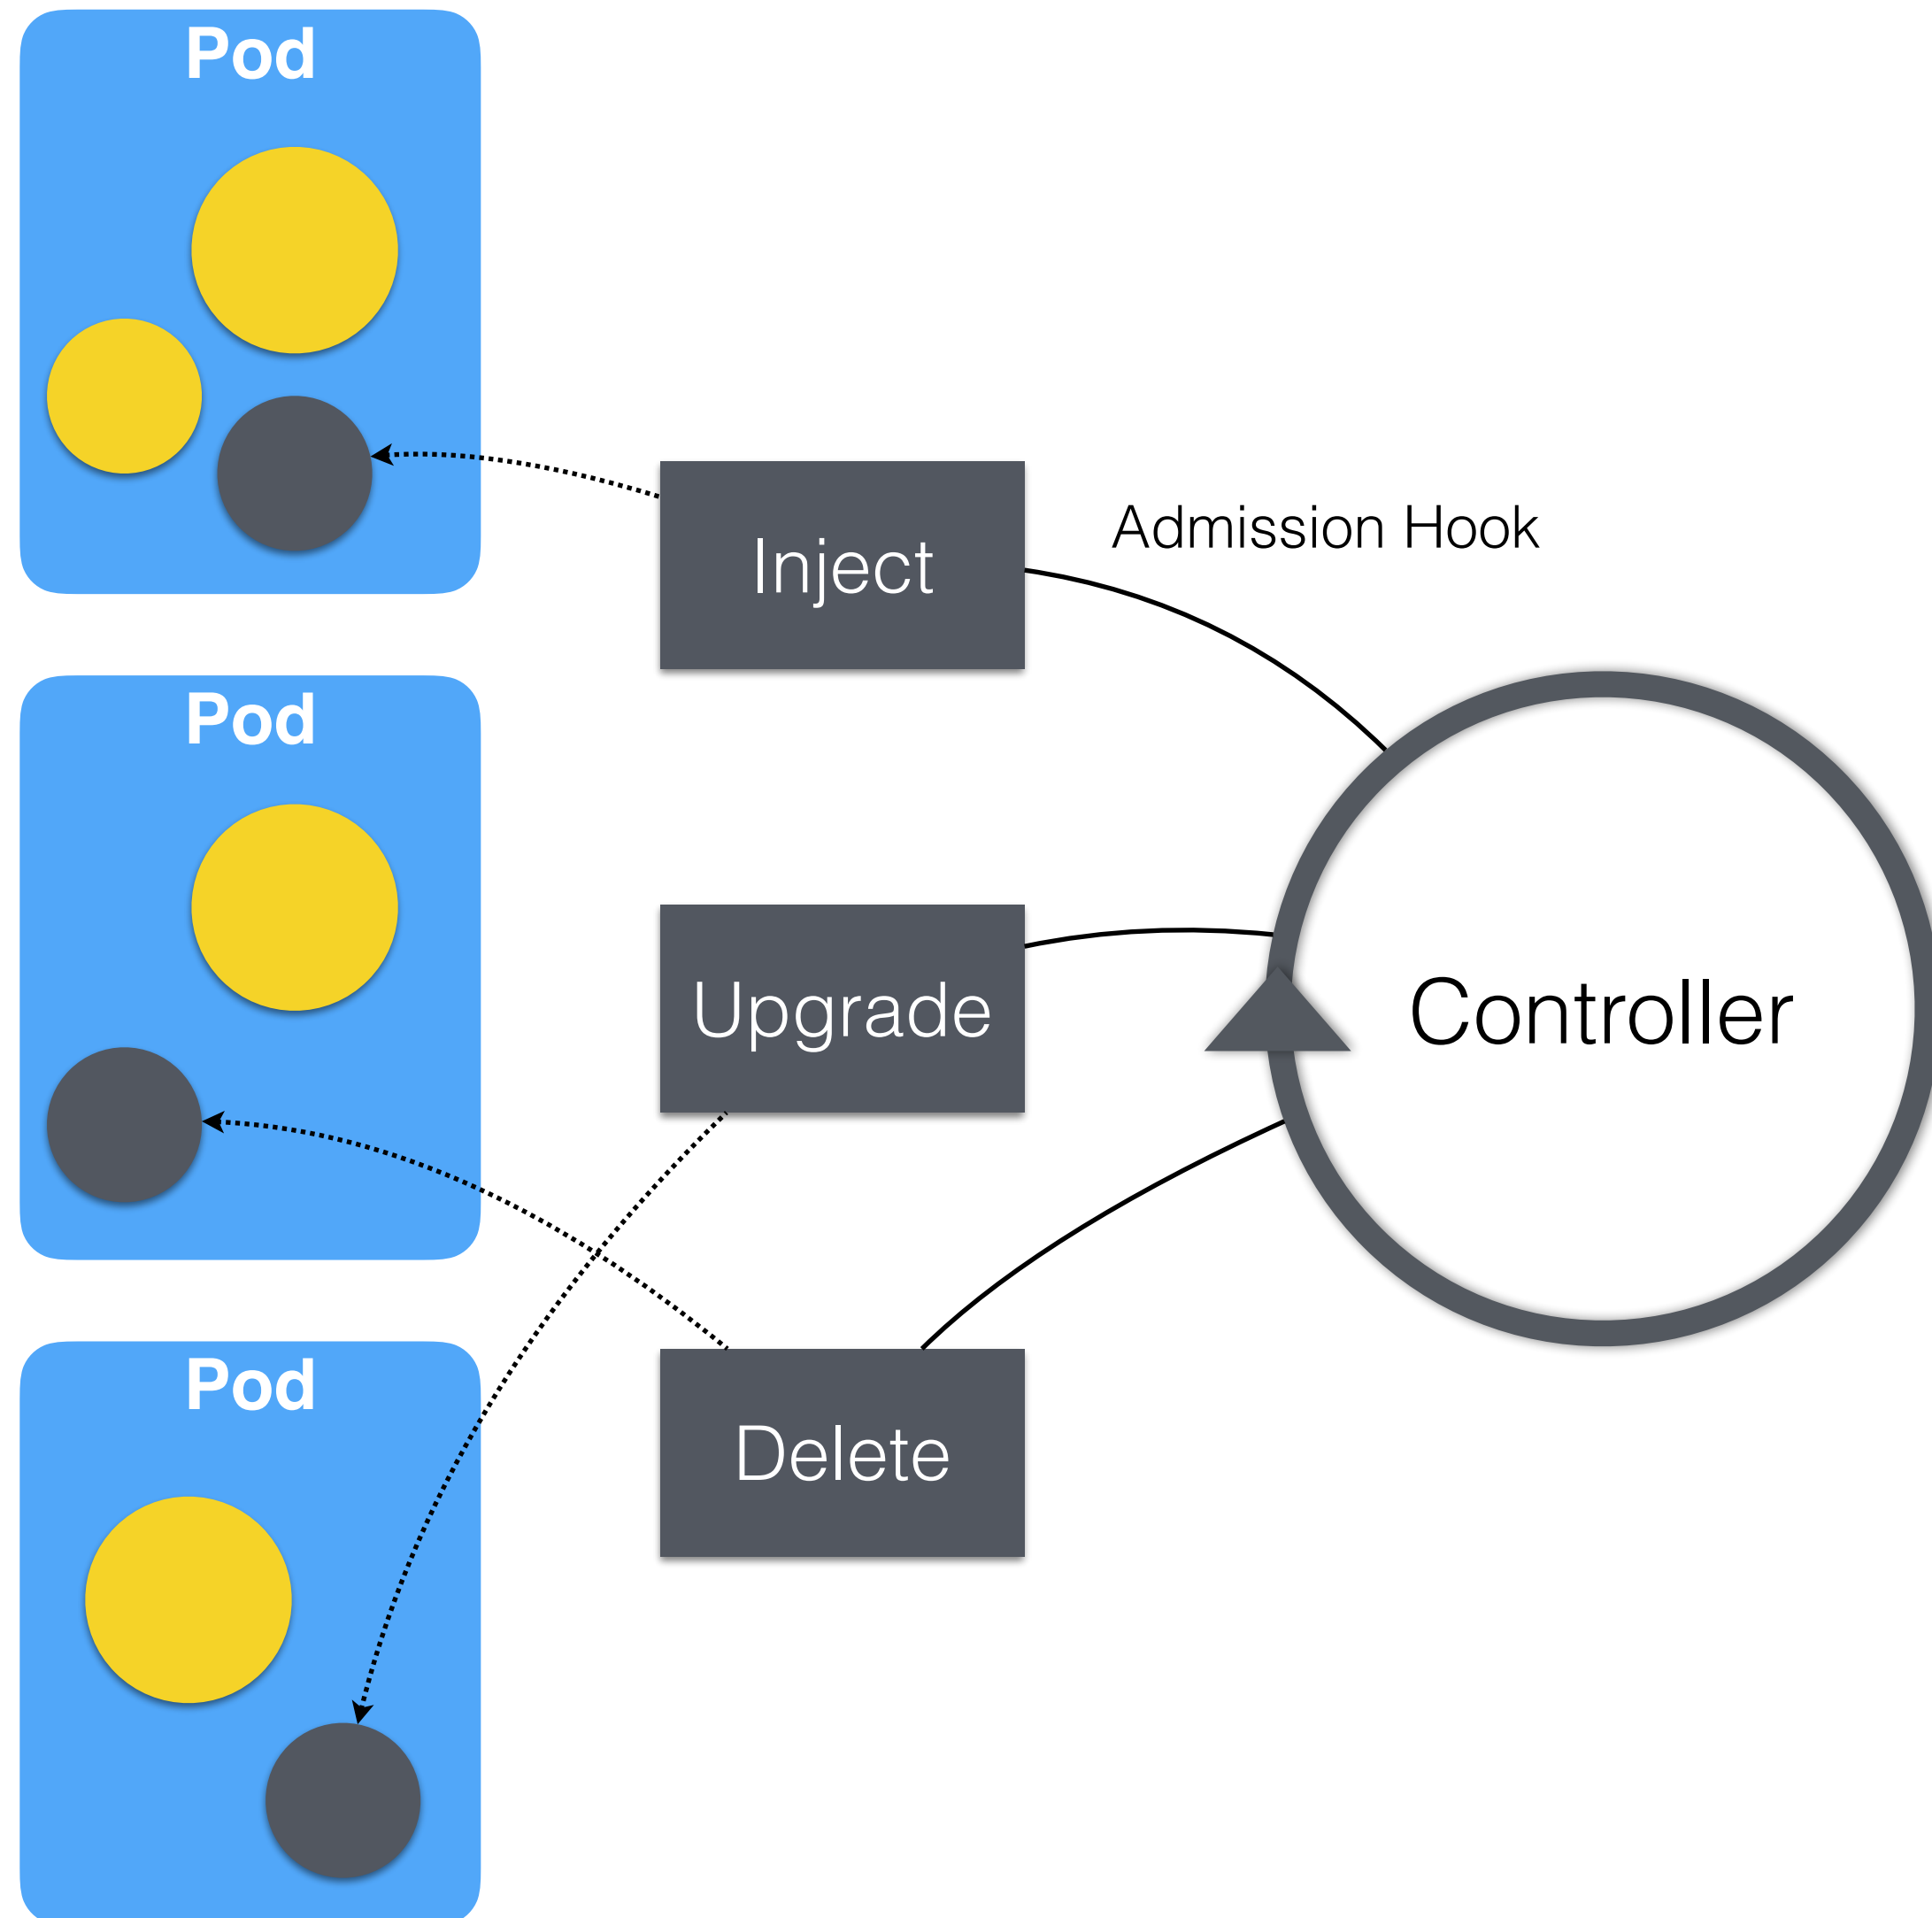 Pod
Inject
Admission Hook
Pod
Upgrade
Controller
Pod
Delete